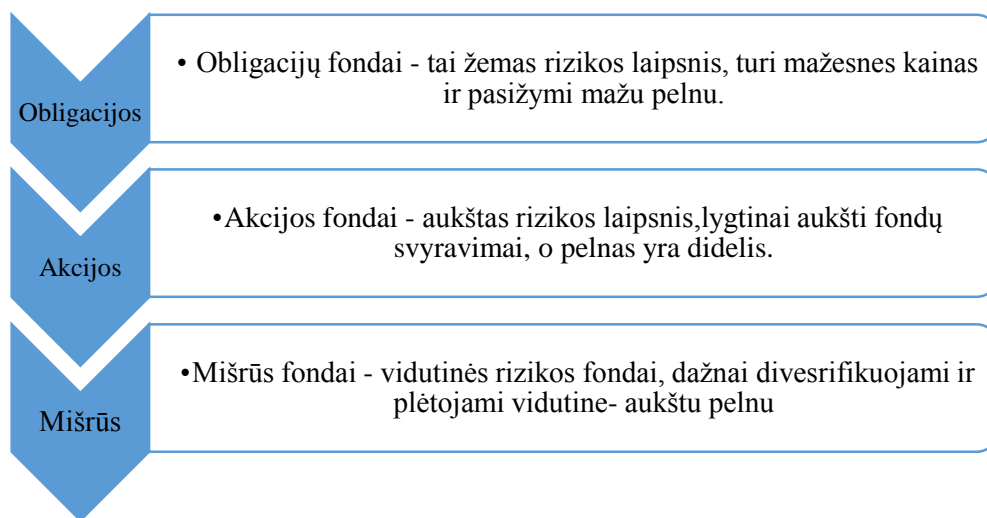 Obligacijos
• Obligacijų fondai - tai žemas rizikos laipsnis, turi mažesnes kainas
ir pasižymi mažu pelnu.
Akcijos
•Akcijos fondai - aukštas rizikos laipsnis,lygtinai aukšti fondų
svyravimai, o pelnas yra didelis.
Mišrūs
•Mišrūs fondai - vidutinės rizikos fondai, dažnai divesrifikuojami ir
plėtojami vidutine- aukštu pelnu